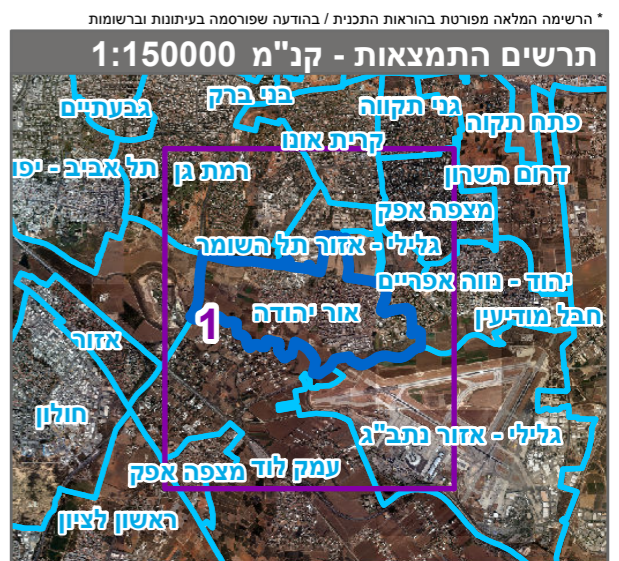 * הרשימה המלאה מפורטת בהוראות התכנית / בהודעה שפורסמה בעיתונות וברשומות
תרשים התמצאות - קנ"מ 1:150000
בני ברק
גני תקווה
גבעתיים
פתח תקוה
קרית אונו
תל אביב - יפו
רמת גן
דרום השרון
מצפה אפק
גלילי - אזור תל השומר
יהוד - נווה אפריים
אור יהודה
חבל מודיעין
1
אזור
חולון
גלילי - אזור נתב"ג
עמק לוד
מצפה אפק
ראשון לציון